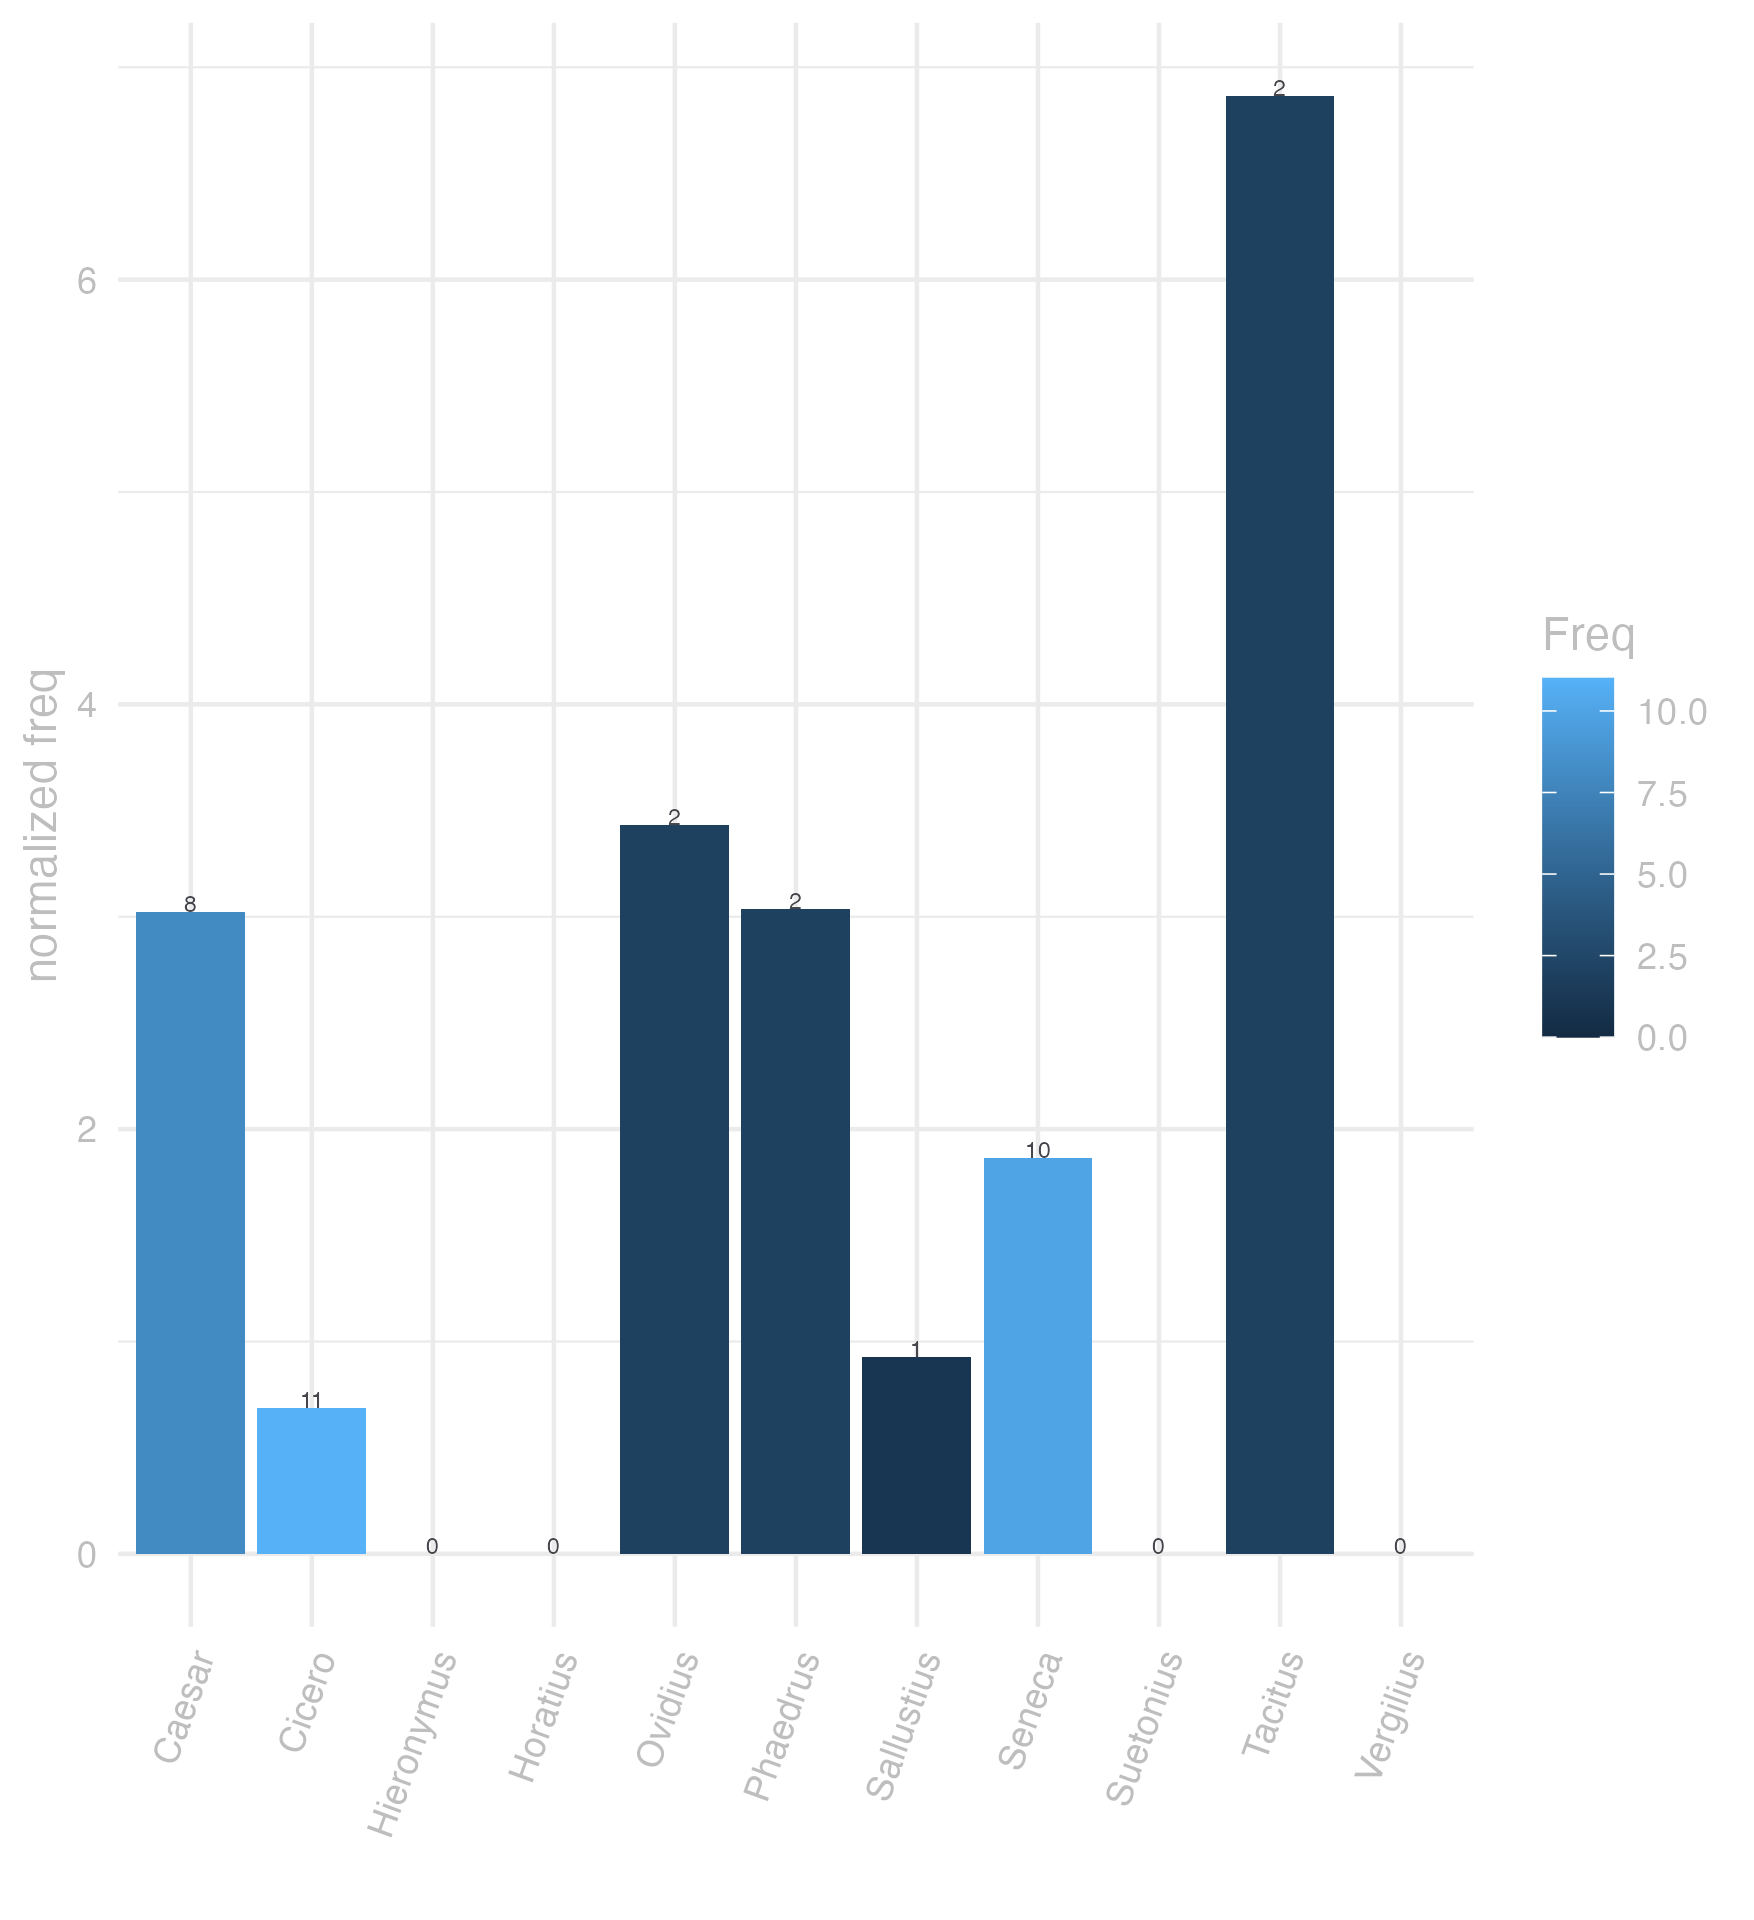 normalized freq
6
4
2
0
8
11
0
0
2
2
1
10
0
2
0
Caesar
Cicero
Hieronymus
Horatius
Ovidius
Phaedrus
Sallustius
Seneca
Suetonius
Tacitus
Vergilius
Freq
10.0
7.5
5.0
2.5
0.0